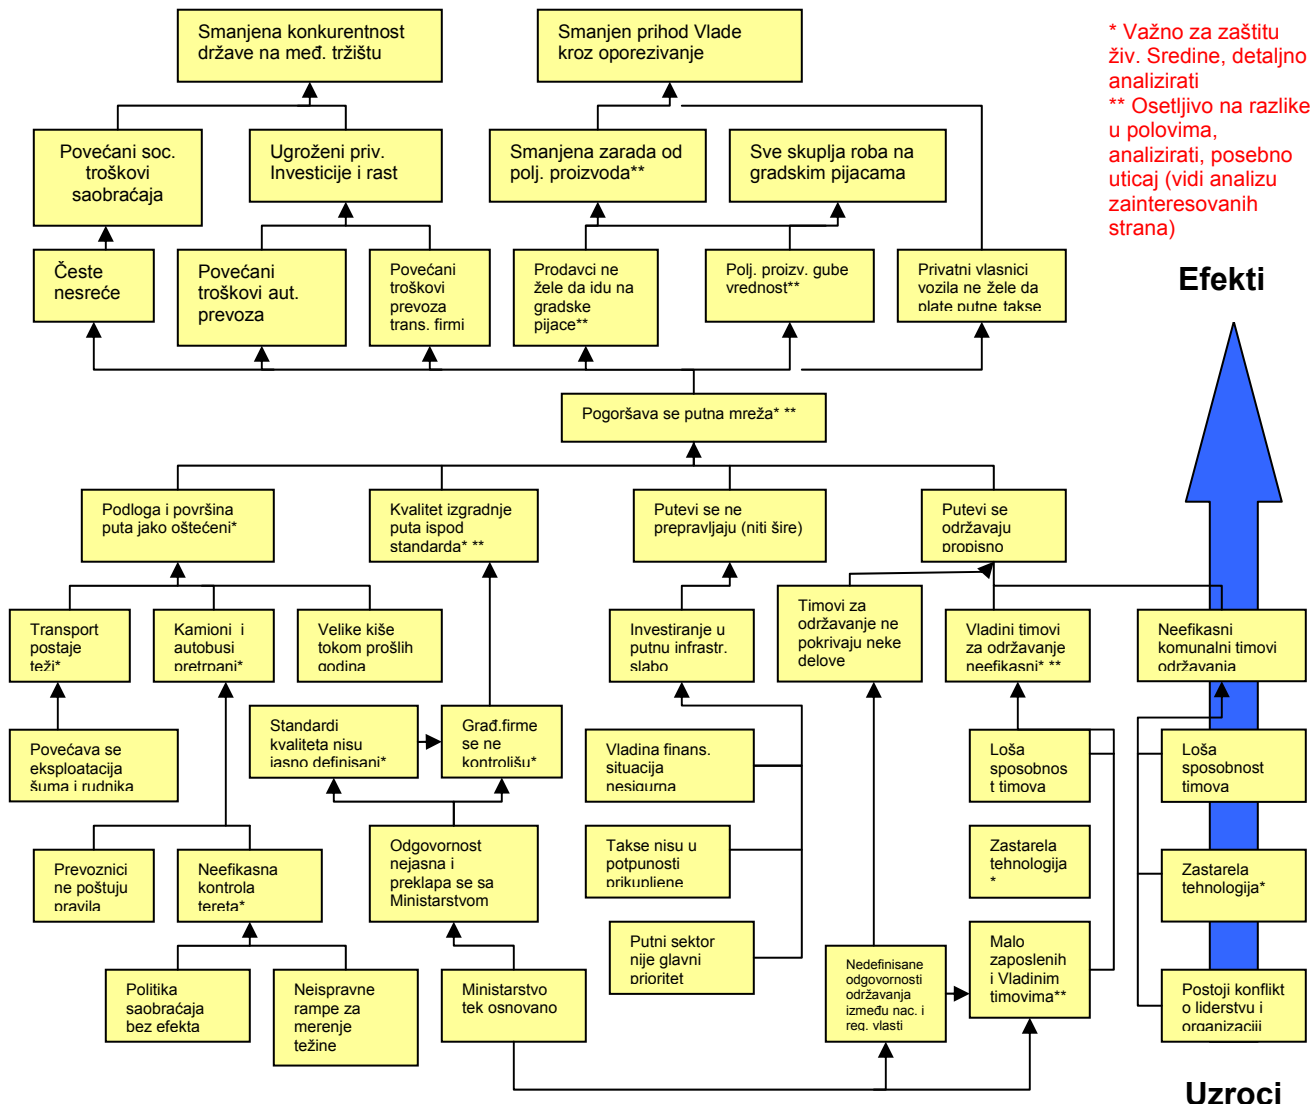 Smanjena konkurentnost
države na međ. tržištu
Smanjen prihod Vlade
kroz oporezivanje
* Važno za zaštitu
živ. Sredine, detaljno
analizirati
** Osetljivo na razlike
u polovima,
analizirati, posebno
uticaj (vidi analizu
zainteresovanih
strana)
Povećani soc.
troškovi
saobraćaja
Ugroženi priv.
Investicije i rast
Smanjena zarada od
polj. proizvoda**
Sve skuplja roba na
gradskim pijacama
Česte
nesreće
Povećani
troškovi aut.
prevoza
Povećani
troškovi
prevoza
trans. firmi
Prodavci ne
žele da idu na
gradske
pijace**
Polj. proizv. gube
vrednost**
Privatni vlasnici
vozila ne žele da
plate putne takse
Efekti
Pogoršava se putna mreža* **
Podloga i površina
puta jako oštećeni*
Kvalitet izgradnje
puta ispod
standarda* **
Putevi se ne
prepravljaju (niti šire)
Putevi se
održavaju
propisno
Transport
postaje
teži*
Kamioni i
autobusi
pretrpani*
Velike kiše
tokom prošlih
godina
Investiranje u
putnu infrastr.
slabo
Timovi za
održavanje ne
pokrivaju neke
delove
Vladini timovi
za održavanje
neefikasni* **
Neefikasni
komunalni timovi
održavanja
Povećava se
eksploatacija
šuma i rudnika
Standardi
kvaliteta nisu
jasno definisani*
Građ.firme
se ne
kontrolišu*
Vladina finans.
situacija
nesigurna
Loša
sposobnos
t timova
Loša
sposobnost
timova
Prevoznici
ne poštuju
pravila
Neefikasna
kontrola
tereta*
Odgovornost
nejasna i
preklapa se sa
Ministarstvom
Takse nisu u
potpunosti
prikupljene
Zastarela
tehnologija
*
Zastarela
tehnologija*
Politika
saobraćaja
bez efekta
Neispravne
rampe za
merenje
težine
Ministarstvo
tek osnovano
Putni sektor
nije glavni
prioritet
Nedefinisane
odgovornosti
održavanja
između nac. i
reg. vlasti
Malo
zaposlenih
i Vladinim
timovima**
Postoji konflikt
o liderstvu i
organizaciji
Uzroci